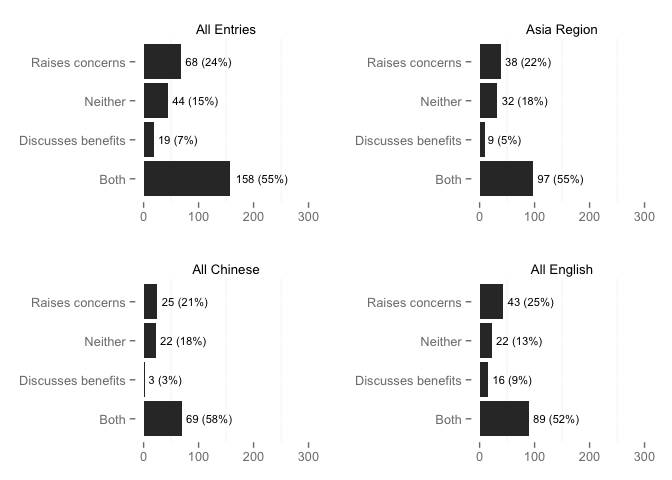 All Entries
Raises concerns 68 (24%)
Neither 44 (15%)
Discusses benefits 19 (7%)
Both 158 (55%)
0 100 200 300
Asia Region
Raises concerns 38 (22%)
Neither 32 (18%)
Discusses benefits 9 (5%)
Both 97 (55%)
0 100 200 300
All Chinese
Raises concerns 25 (21%)
Neither 22 (18%)
Discusses benefits 3 (3%)
Both 69 (58%)
0 100 200 300
All English
Raises concerns 43 (25%)
Neither 22 (13%)
Discusses benefits 16 (9%)
Both 89 (52%)
0 100 200 300